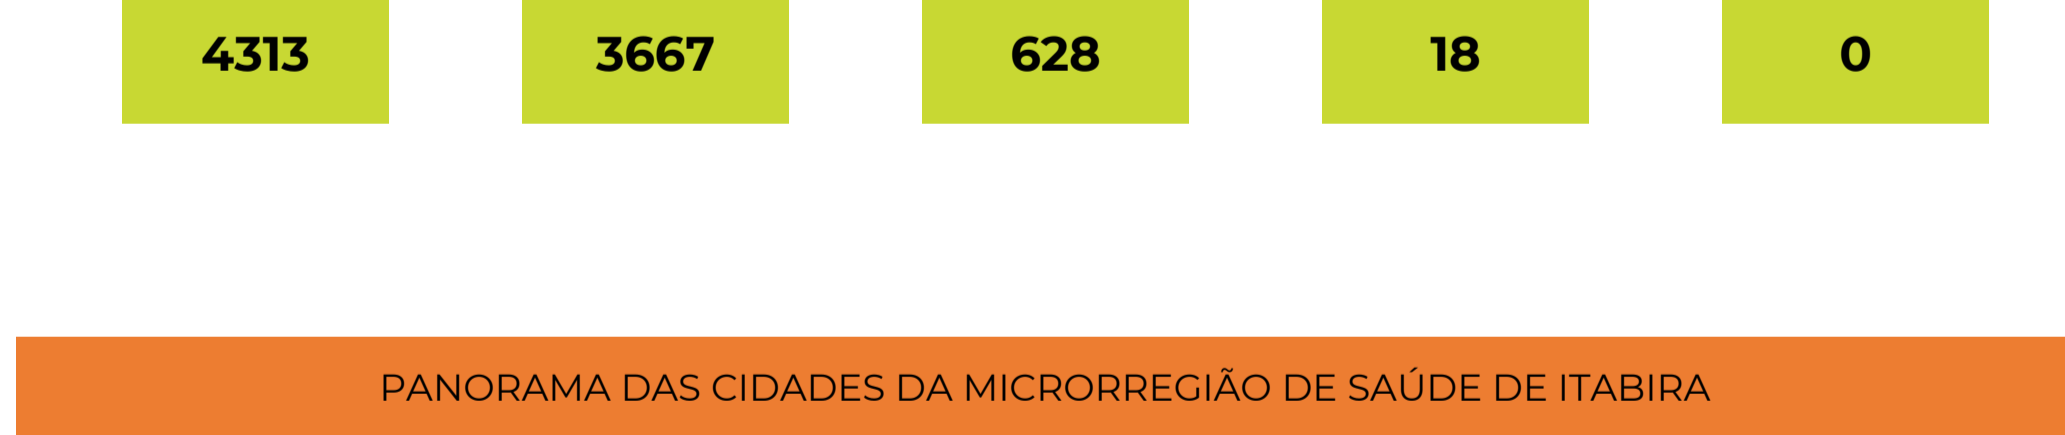 4313 3667 628 18 0
PANORAMA DAS CIDADES DA MICRORREGIÃO DE SAÚDE DE ITABIRA